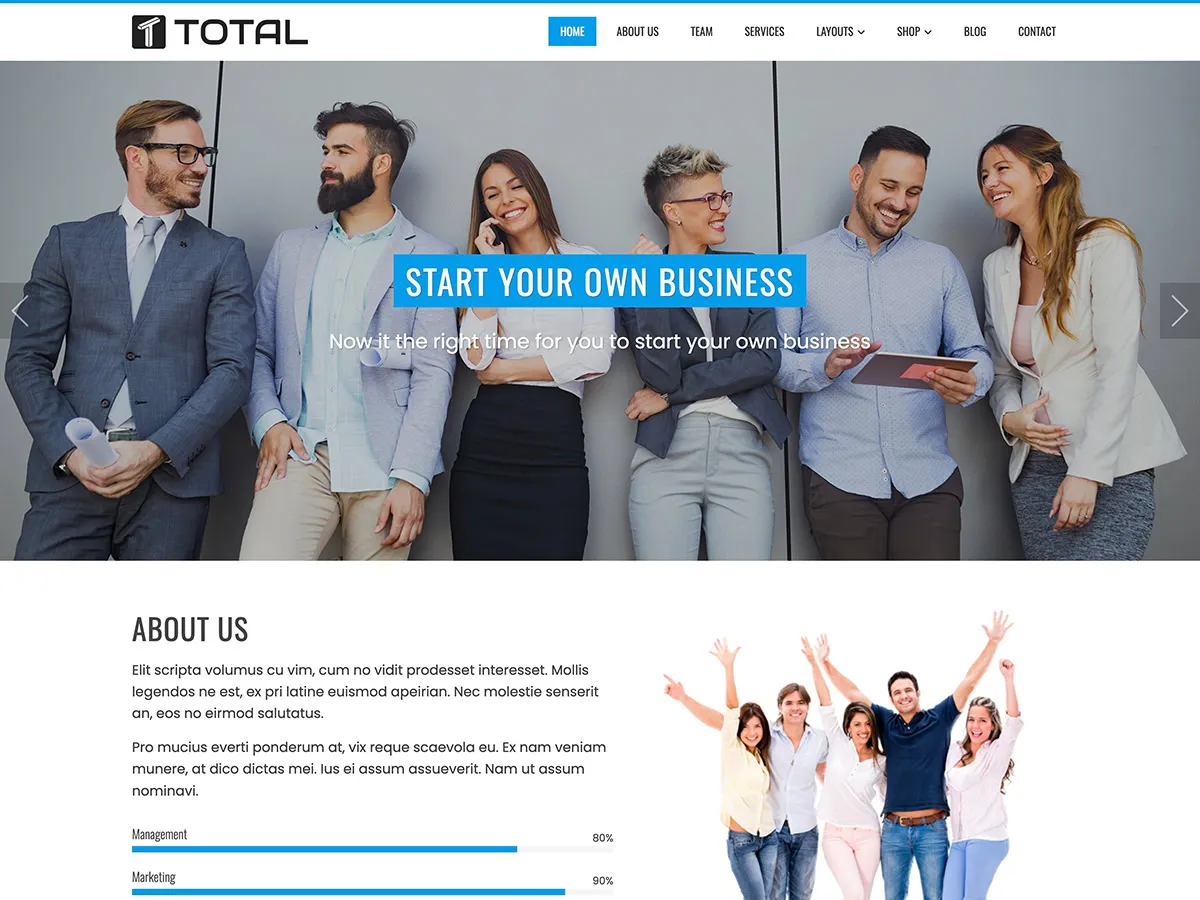 TOTAL
HOME ABOUT US TEAM SERVICES LAYOUTS SHOP BLOG CONTACT
START YOUR OWN BUSINESS
Now it the right time for you to start your own business
ABOUT US
Elit scripta volumus cu vim, cum no vidit prodesset interesset. Mollis
legendos ne est, ex pri latine euismod apeirian. Nec molestie senserit
an, eos no eirmod salutatus.
Pro mucius everti ponderum at, vix reque scaevola eu. Ex nam veniam
munere, at dico dictas mei. Ius ei assum assueverit. Nam ut assum
nominavi.
Management 80%
Marketing 90%